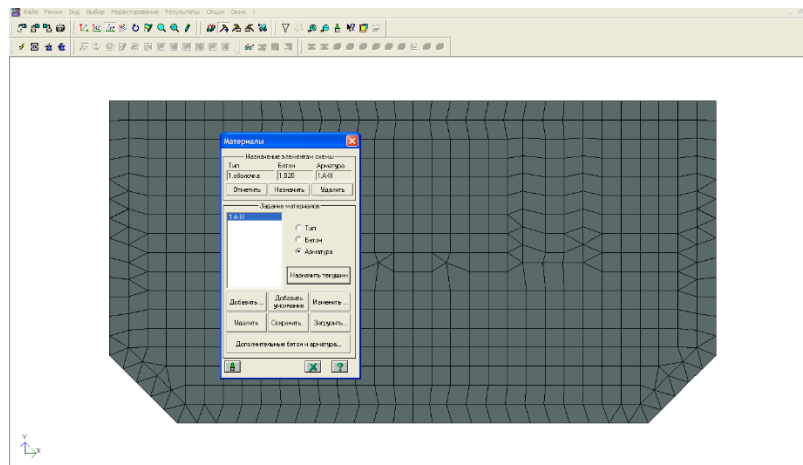 Файл Режим Вид Выбор Редактирование Результаты Опции Окно ?
Материалы
Назначение элементам схемы
Тип Бетон Арматура
1.оболочка 1.B20 1.A-III
Отметить Назначить Удалить
Задание материалов
1.A-III
Тип
Бетон
Арматура
Назначить текущим
Добавить ... Добавить умолчание Изменить ...
Удалить Сохранить... Загрузить...
Дополнительные бетон и арматура...
?
Y
X